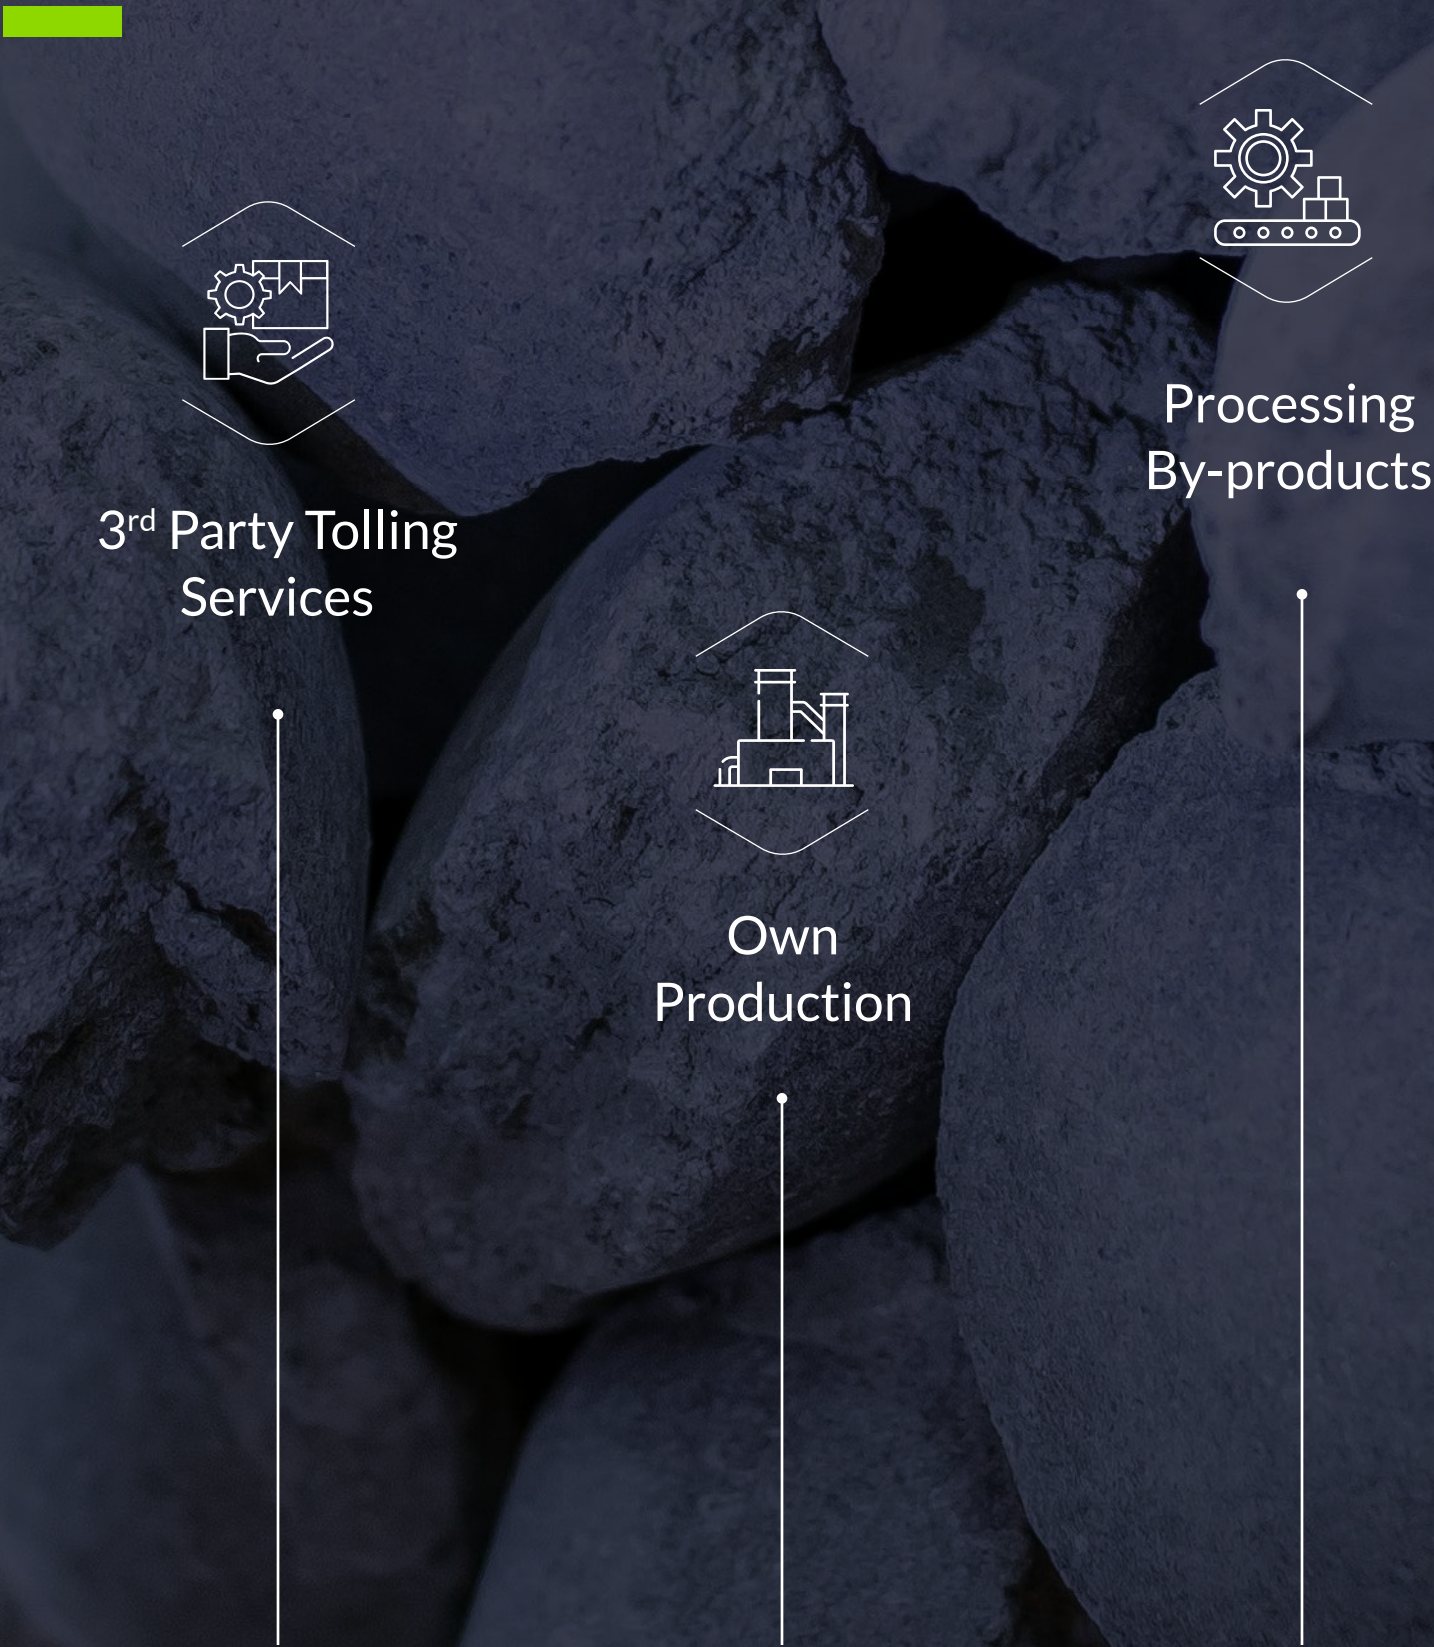 3rd Party Tolling
Services
Own
Production
Processing
By-products